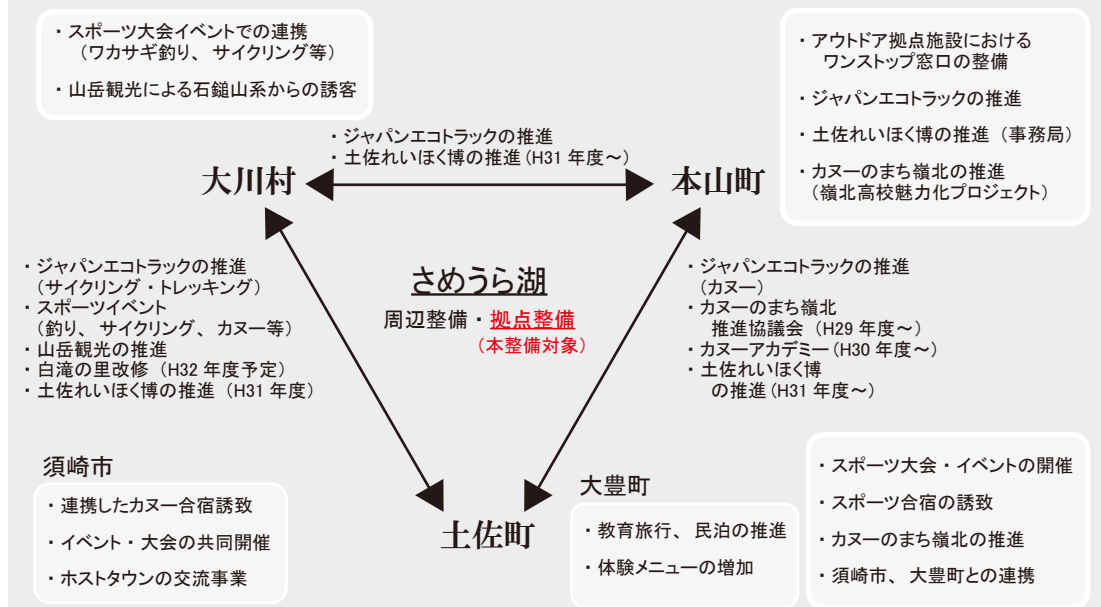 ・スポーツ大会イベントでの連携
（ワカサギ釣り、サイクリング等）
・山岳観光による石鎚山系からの誘客
・アウトドア拠点施設における
ワンストップ窓口の整備
・ジャパンエコトラックの推進
・土佐れいほく博の推進（事務局）
・カヌーのまち嶺北の推進
（嶺北高校魅力化プロジェクト）
・ジャパンエコトラックの推進
・土佐れいほく博の推進（H31 年度～）
大川村
本山町
・ジャパンエコトラックの推進
（サイクリング・トレッキング）
・スポーツイベント
（釣り、サイクリング、カヌー等）
・山岳観光の推進
・白滝の里改修（H32 年度予定）
・土佐れいほく博の推進（H31 年度）
さめうら湖
周辺整備・拠点整備
（本整備対象）
・ジャパンエコトラックの推進
（カヌー）
・カヌーのまち嶺北
推進協議会（H29 年度～）
・カヌーアカデミー（H30 年度～）
・土佐れいほく博
の推進（H31 年度～）
須崎市
・連携したカヌー合宿誘致
・イベント・大会の共同開催
・ホストタウンの交流事業
土佐町
大豊町
・教育旅行、民泊の推進
・体験メニューの増加
・スポーツ大会・イベントの開催
・スポーツ合宿の誘致
・カヌーのまち嶺北の推進
・須崎市、大豊町との連携